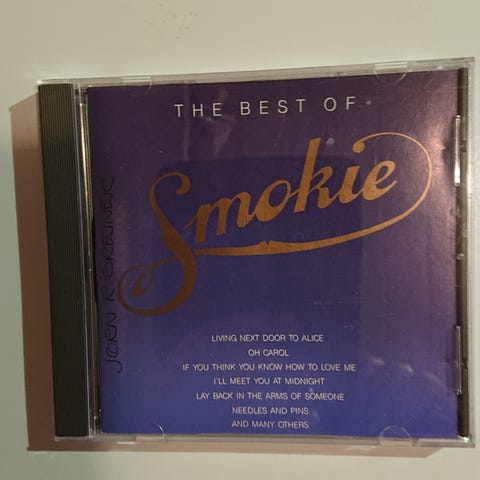 THE BEST OF
Smokie
LIVING NEXT DOOR TO ALICE
OH CAROL
IF YOU THINK YOU KNOW HOW TO LOVE ME
I'LL MEET YOU AT MIDNIGHT
LAY BACK IN THE ARMS OF SOMEONE
NEEDLES AND PINS
AND MANY OTHERS
JØRN R